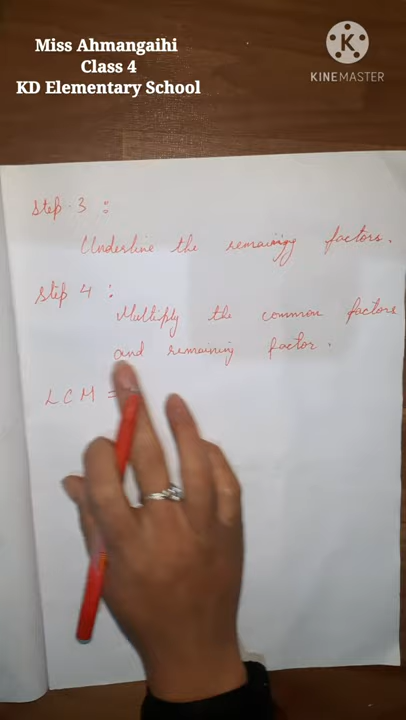 Miss Ahmangaihi
Class 4
KD Elementary School
K
KINEMASTER
Step 3 :
Underline the remaining factors.
Step 4 :
Multiply the common factors
and remaining factor.
LCM =